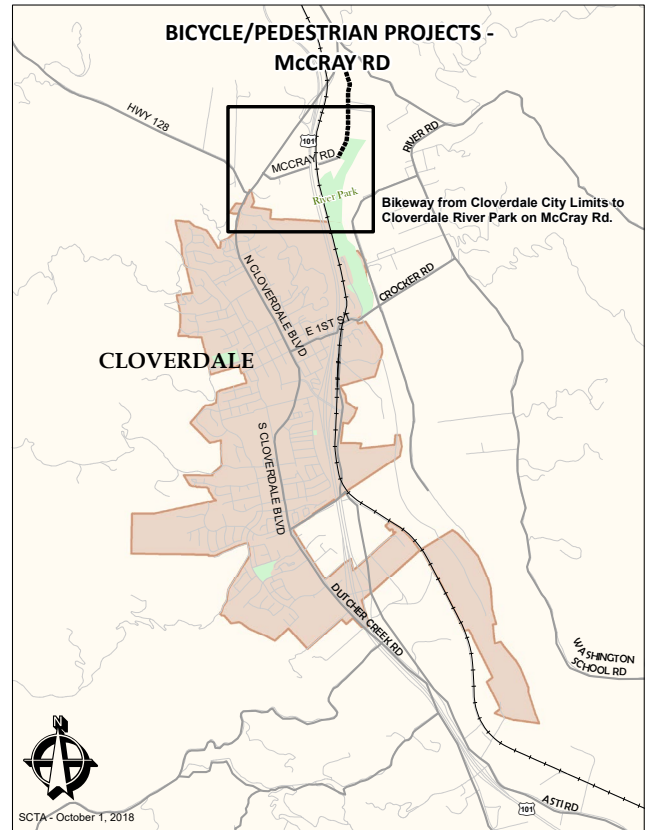 BICYCLE/PEDESTRIAN PROJECTS -
McCRAY RD
HWY 128
101
MCCRAY RD
RIVER RD
River Park
Bikeway from Cloverdale City Limits to
Cloverdale River Park on McCray Rd.
N CLOVERDALE BLVD
CROCKER RD
E 1ST ST
CLOVERDALE
S CLOVERDALE BLVD
DUTCHER CREEK RD
WASHINGTON
SCHOOL RD
N
101
ASTI RD
SCTA - October 1, 2018